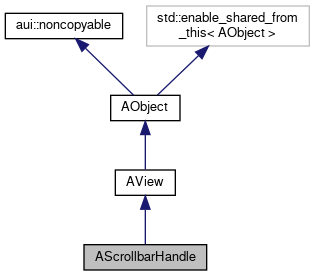 aui::noncopyable
std::enable_shared_from
_this< AObject >
AObject
AView
AScrollbarHandle